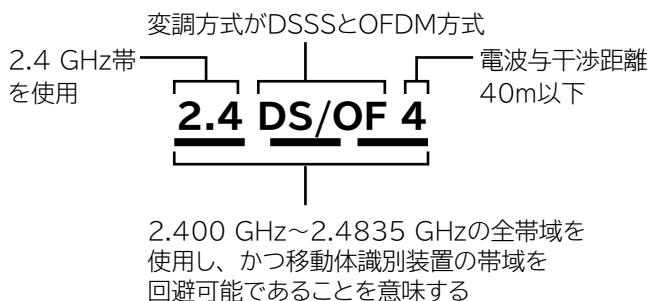 変調方式がDSSSとOFDM方式
2.4 GHz帯
を使用
電波与干渉距離
40m以下
2.4 DS/OF 4
2.400 GHz～2.4835 GHzの全帯域を
使用し、かつ移動体識別装置の帯域を
回避可能であることを意味する